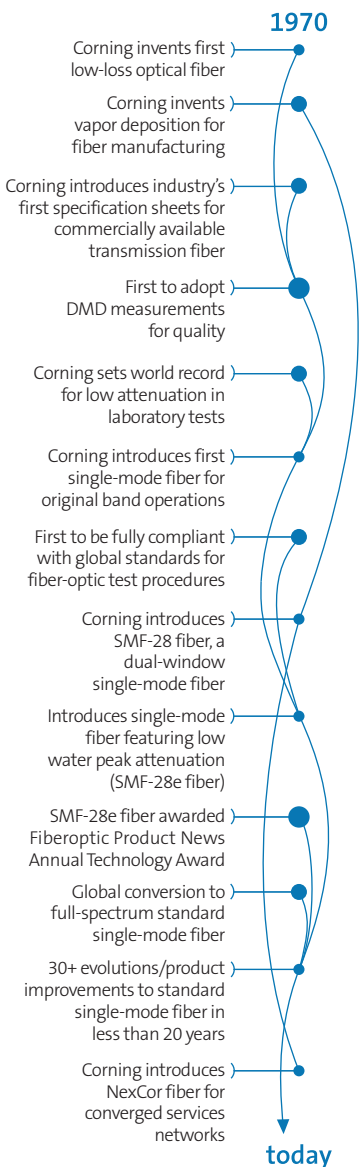 1970
Corning invents first
low-loss optical fiber
Corning invents
vapor deposition for
fiber manufacturing
Corning introduces industry’s
first specification sheets for
commercially available
transmission fiber
First to adopt
DMD measurements
for quality
Corning sets world record
for low attenuation in
laboratory tests
Corning introduces first
single-mode fiber for
original band operations
First to be fully compliant
with global standards for
fiber-optic test procedures
Corning introduces
SMF-28 fiber, a
dual-window
single-mode fiber
Introduces single-mode
fiber featuring low
water peak attenuation
(SMF-28e fiber)
SMF-28e fiber awarded
Fiberoptic Product News
Annual Technology Award
Global conversion to
full-spectrum standard
single-mode fiber
30+ evolutions/product
improvements to standard
single-mode fiber in
less than 20 years
Corning introduces
NexCor fiber for
converged services
networks
today